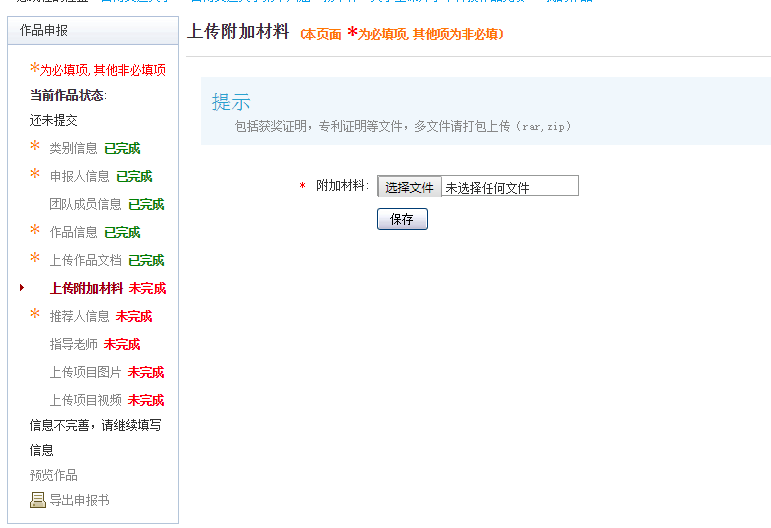 作品申报
*为必填项,其他非必填项
当前作品状态:
还未提交
* 类别信息 已完成
* 申报人信息 已完成
团队成员信息 已完成
* 作品信息 已完成
* 上传作品文档 已完成
上传附加材料 未完成
* 推荐人信息 未完成
指导老师 未完成
上传项目图片 未完成
上传项目视频 未完成
信息不完善，请继续填写
信息
预览作品
导出申报书
上传附加材料 (本页面 *为必填项,其他项为非必填)
提示
包括获奖证明，专利证明等文件，多文件请打包上传（rar,zip）
* 附加材料: 选择文件 未选择任何文件
保存